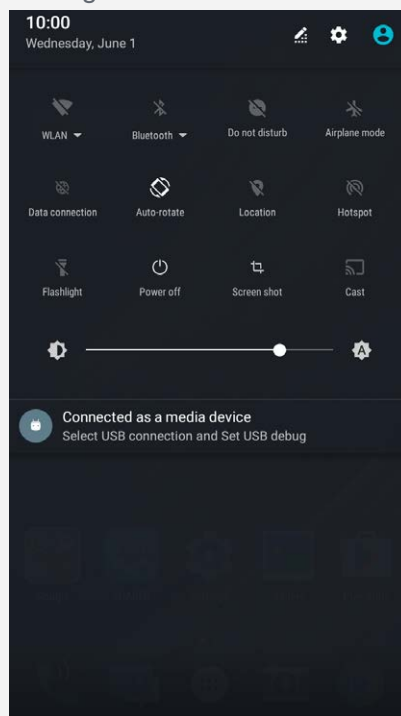 10:00
Wednesday, June 1
WLAN
Bluetooth
Do not disturb
Airplane mode
Data connection
Auto-rotate
Location
Hotspot
Flashlight
Power off
Screen shot
Cast
A
Connected as a media device
Select USB connection and Set USB debug